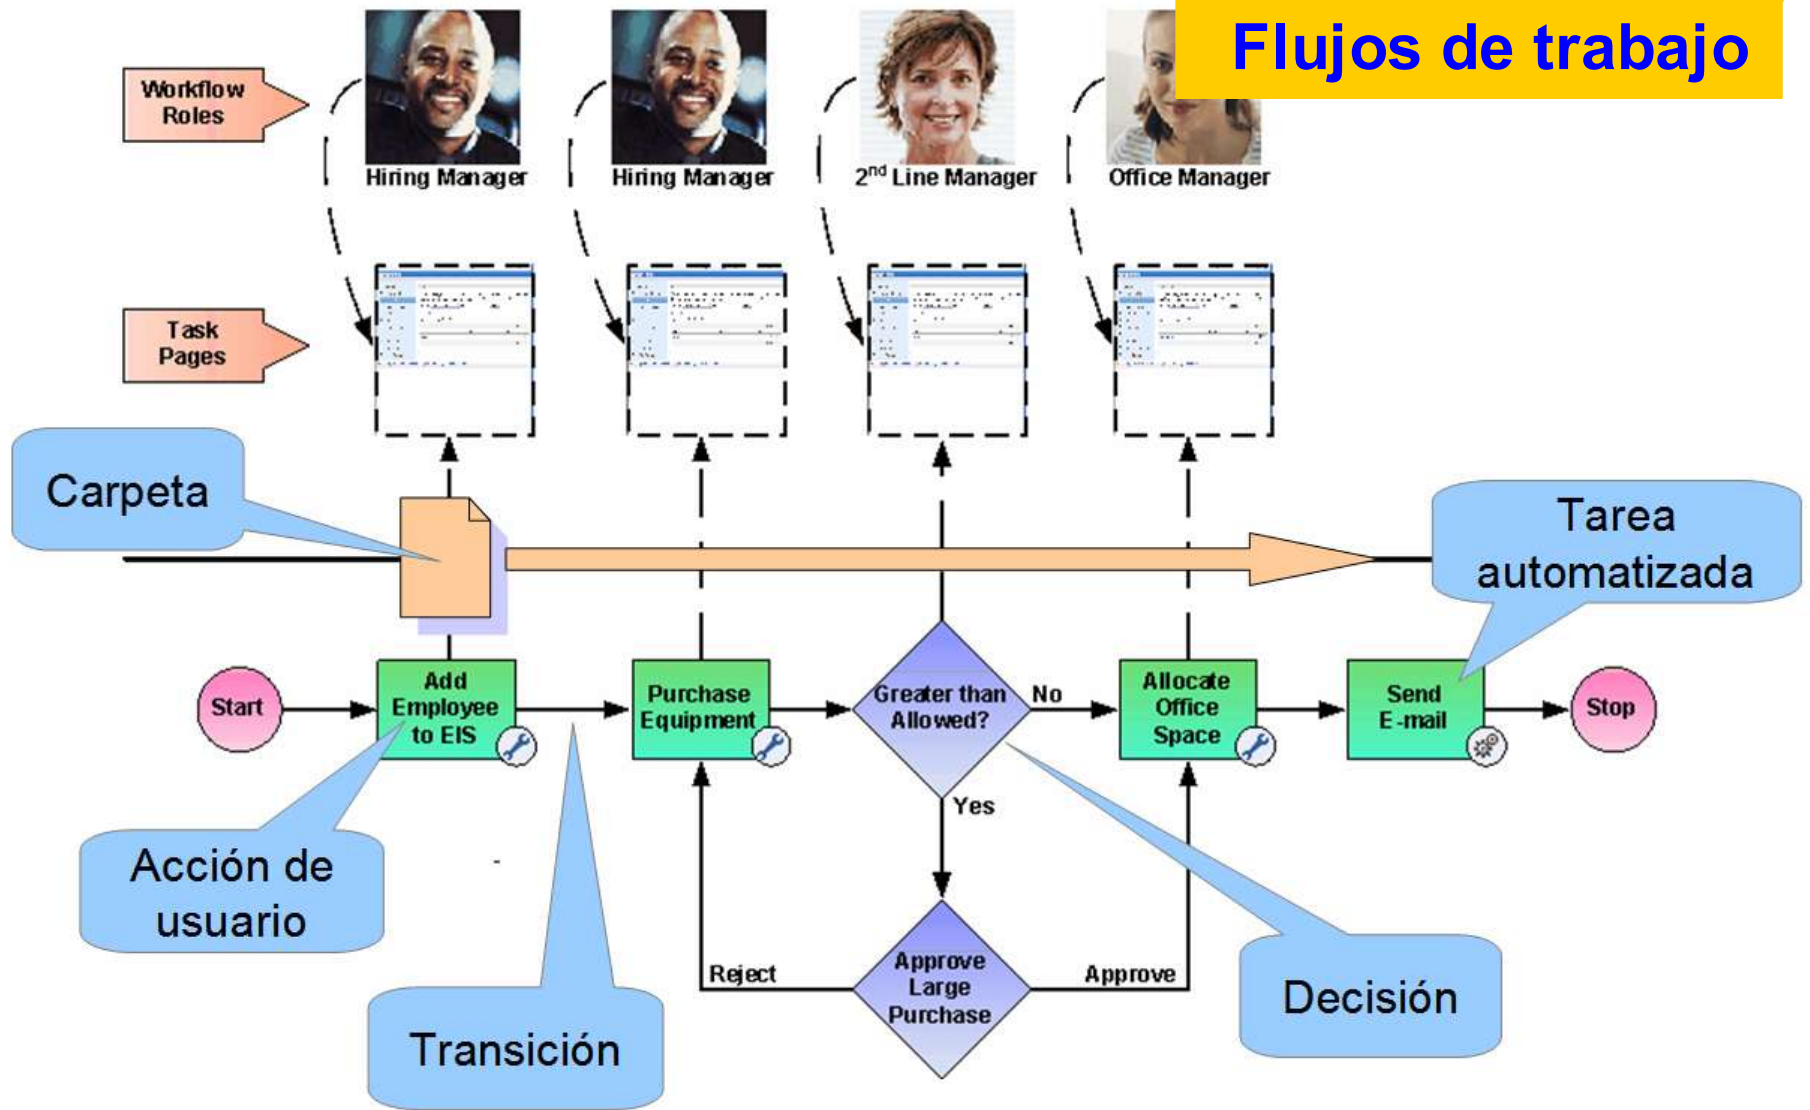 Flujos de trabajo
Workflow
Roles
Hiring Manager
Hiring Manager
2nd Line Manager
Office Manager
Task
Pages
Carpeta
Tarea
automatizada
Start
Add
Employee
to EIS
Purchase
Equipment
Greater than
Allowed?
No
Allocate
Office
Space
Send
E-mail
Stop
Yes
Acción de
usuario
Reject
Approve
Large
Purchase
Approve
Decisión
Transición